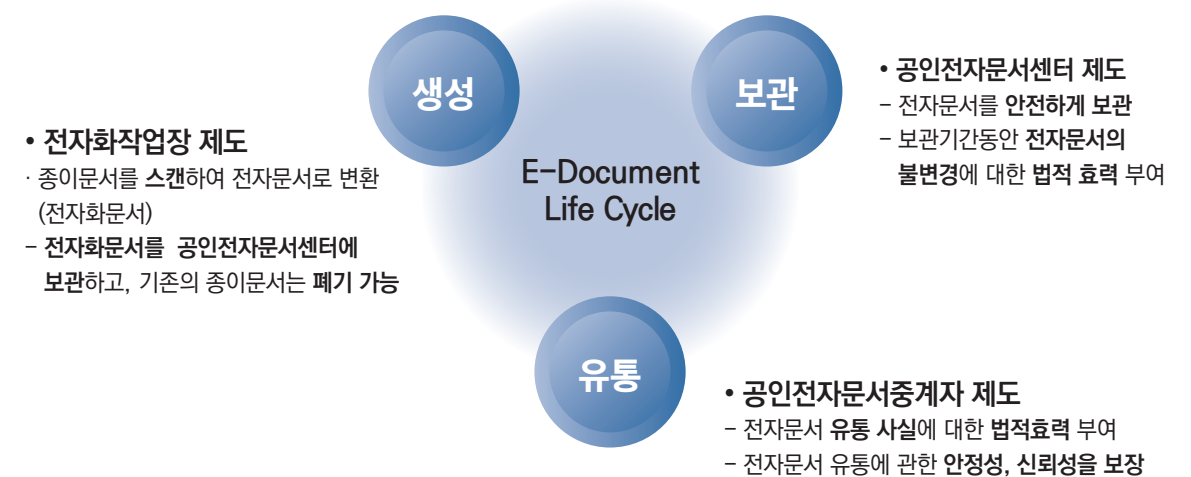 생성
보관
E-Document
Life Cycle
유통
• 전자화작업장 제도
· 종이문서를 스캔하여 전자문서로 변환
(전자화문서)
- 전자화문서를 공인전자문서센터에
보관하고, 기존의 종이문서는 폐기 가능
• 공인전자문서센터 제도
- 전자문서를 안전하게 보관
- 보관기간동안 전자문서의
불변경에 대한 법적 효력 부여
• 공인전자문서중계자 제도
- 전자문서 유통 사실에 대한 법적효력 부여
- 전자문서 유통에 관한 안정성, 신뢰성을 보장